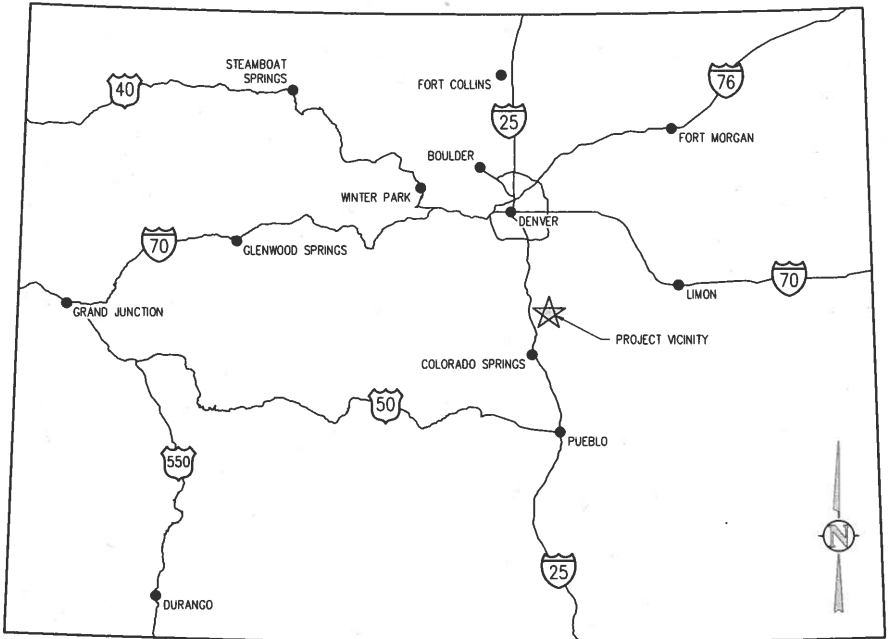 STEAMBOAT
SPRINGS
40
FORT COLLINS
76
25
FORT MORGAN
BOULDER
WINTER PARK
DENVER
70
GLENWOOD SPRINGS
70
LIMON
GRAND JUNCTION
PROJECT VICINITY
COLORADO SPRINGS
50
PUEBLO
550
N
25
DURANGO